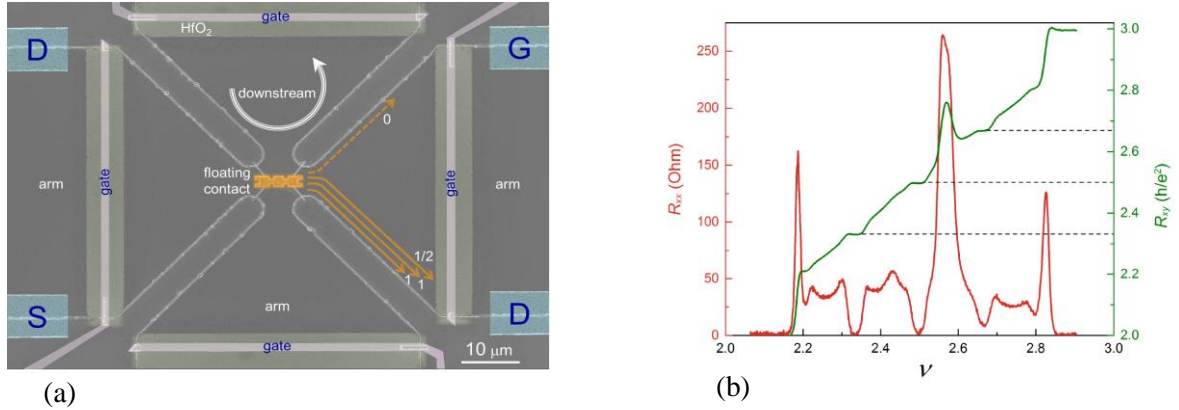 gate
HfO₂
D
G
downstream
0
floating
contact
arm
gate
gate
arm
1/2
1
1
S
arm
D
gate
10 μm
(a)
250
200
150
100
50
0
Rxx (Ohm)
3.0
2.8
2.6
2.4
2.2
2.0
Rxy (h/e²)
2.0
2.2
2.4
2.6
2.8
3.0
ν
(b)